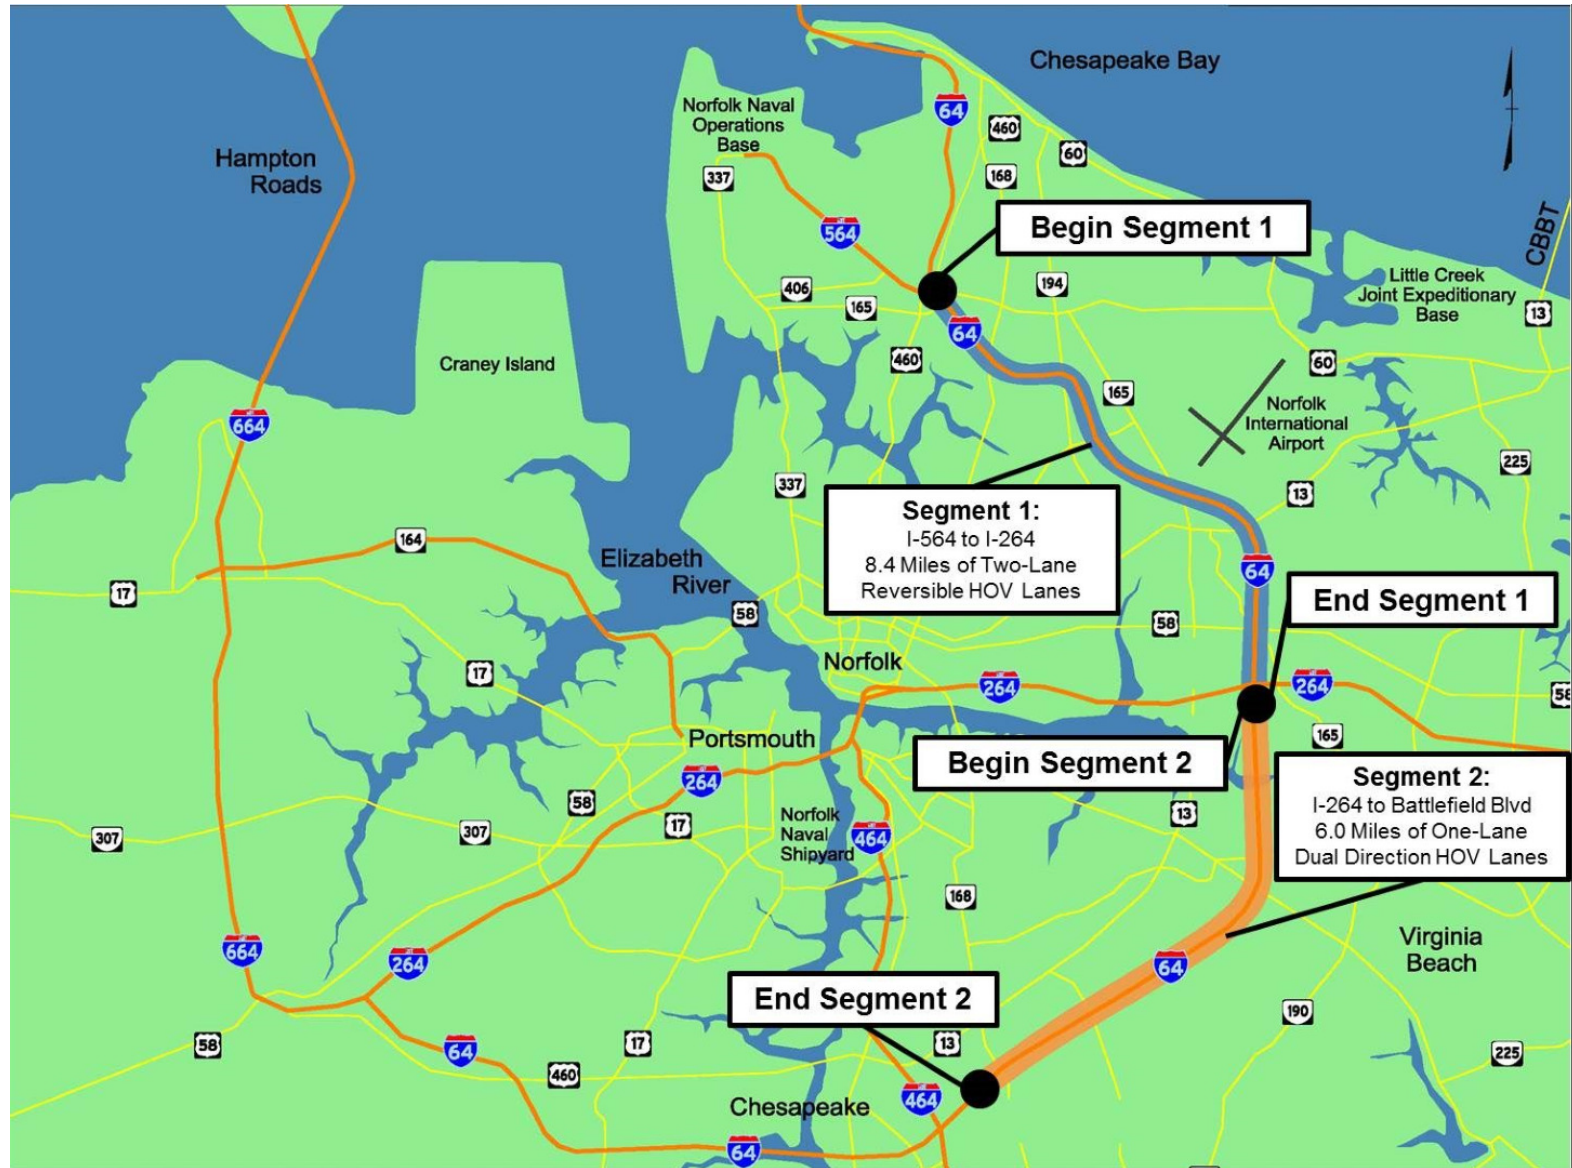 Chesapeake Bay
64
Norfolk Naval
Operations
Base
460
60
Hampton
Roads
337
168
Begin Segment 1
564
CBBT
406
165
194
Little Creek
Joint Expeditionary
Base
13
64
460
60
Craney Island
165
Norfolk
International
Airport
664
225
337
13
Segment 1:
I-564 to I-264
8.4 Miles of Two-Lane
Reversible HOV Lanes
164
Elizabeth
River
64
17
End Segment 1
58
58
Norfolk
17
264
264
58
Portsmouth
165
Begin Segment 2
264
Segment 2:
I-264 to Battlefield Blvd
6.0 Miles of One-Lane
Dual Direction HOV Lanes
58
17
13
307
307
Norfolk
Naval
Shipyard
464
168
Virginia
Beach
664
264
64
End Segment 2
190
58
64
17
13
225
460
Chesapeake
464
64